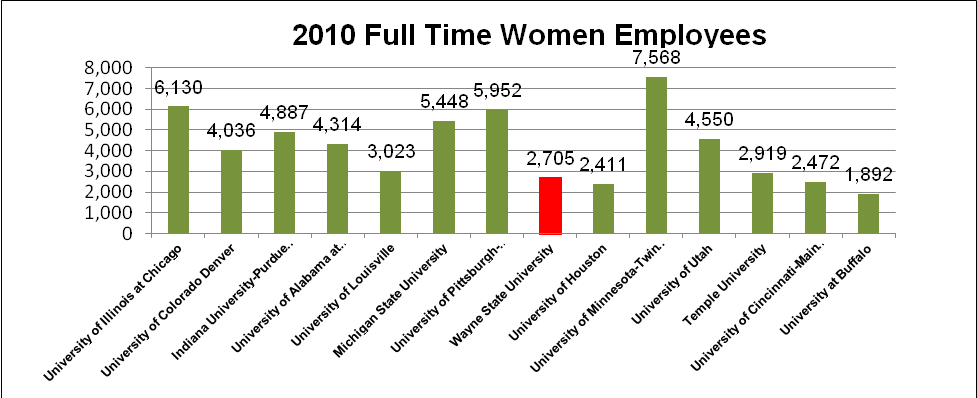 2010 Full Time Women Employees
8,000
7,000
6,000
5,000
4,000
3,000
2,000
1,000
0
6,130
4,036
4,887
4,314
3,023
5,448
5,952
2,705
2,411
7,568
4,550
2,919
2,472
1,892
University of Illinois at Chicago
University of Colorado Denver
Indiana University-Purdue..
University of Alabama at..
University of Louisville
Michigan State University
University of Pittsburgh-..
Wayne State University
University of Houston
University of Minnesota-Twin..
University of Utah
Temple University
University of Cincinnati-Main..
University at Buffalo